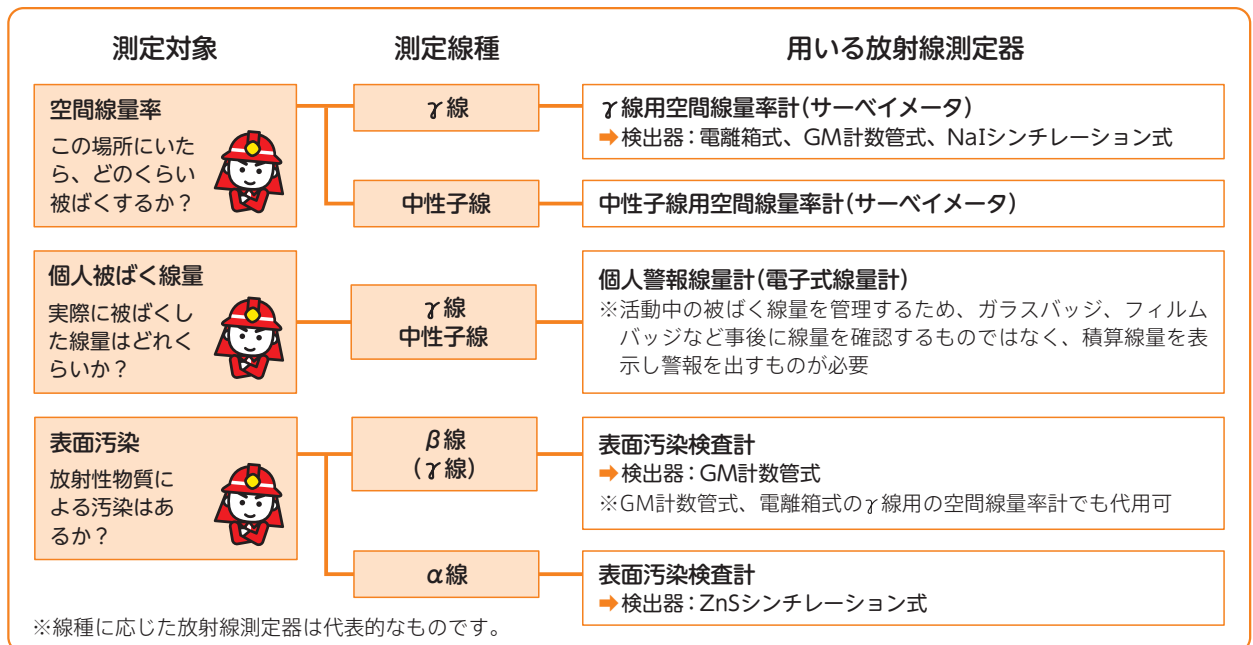 測定対象
測定線種
用いる放射線測定器
空間線量率
この場所にいた
ら、どのくらい
被ばくするか？
γ線
γ線用空間線量率計(サーベイメータ)
➡検出器：電離箱式、GM計数管式、NaIシンチレーション式
中性子線
中性子線用空間線量率計(サーベイメータ)
個人被ばく線量
実際に被ばくし
た線量はどれく
らいか？
γ線
中性子線
個人警報線量計(電子式線量計)
※活動中の被ばく線量を管理するため、ガラスバッジ、フィルム
バッジなど事後に線量を確認するものではなく、積算線量を表
示し警報を出すものが必要
表面汚染
放射性物質に
よる汚染はあ
るか？
β線
(γ線)
表面汚染検査計
➡検出器：GM計数管式
※GM計数管式、電離箱式のγ線用の空間線量率計でも代用可
α線
表面汚染検査計
➡検出器：ZnSシンチレーション式
※線種に応じた放射線測定器は代表的なものです。